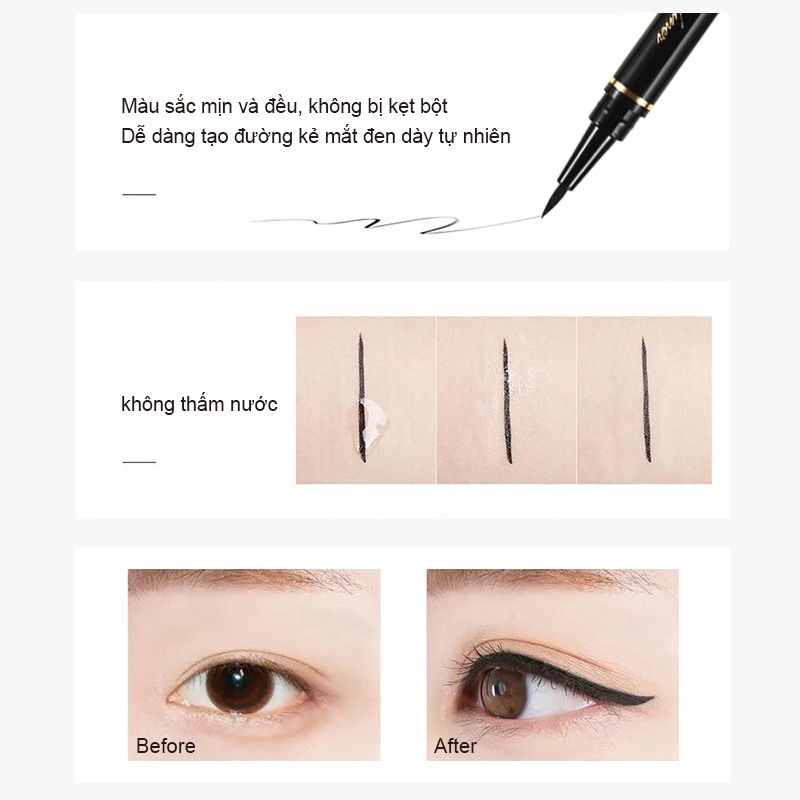 Màu sắc mịn và đều, không bị kẹt bột
Dễ dàng tạo đường kẻ mắt đen dày tự nhiên
không thấm nước
Before
After